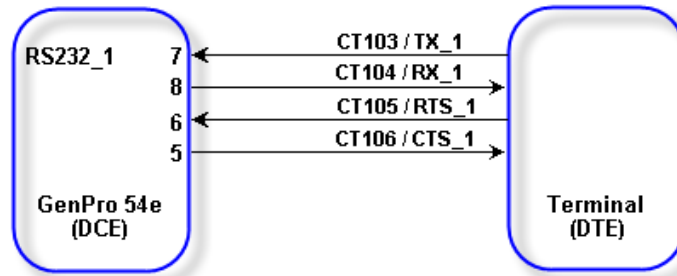 RS232_1 7 CT103 / TX_1
8 CT104 / RX_1
6 CT105 / RTS_1
5 CT106 / CTS_1
GenPro 54e
(DCE)
Terminal
(DTE)